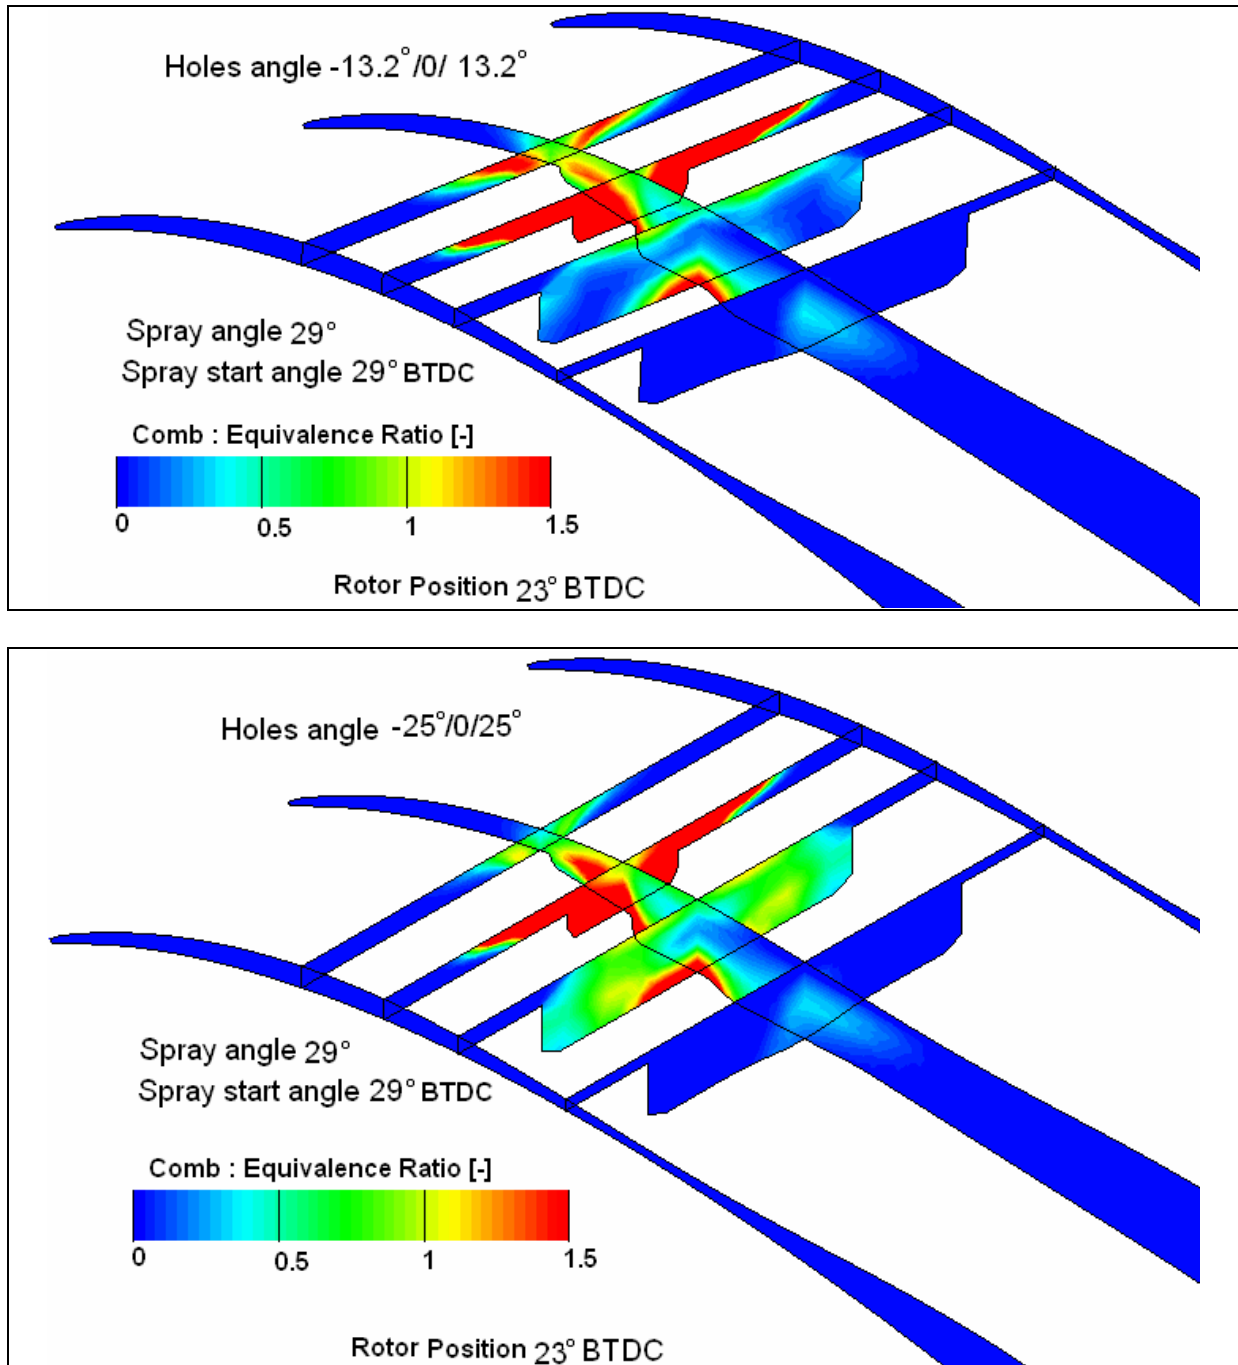 Holes angle -13.2°/0/ 13.2°
Spray angle 29°
Spray start angle 29° BTDC
Comb : Equivalence Ratio [-]
0 0.5 1 1.5
Rotor Position 23° BTDC
Holes angle -25°/0/25°
Spray angle 29°
Spray start angle 29° BTDC
Comb : Equivalence Ratio [-]
0 0.5 1 1.5
Rotor Position 23° BTDC